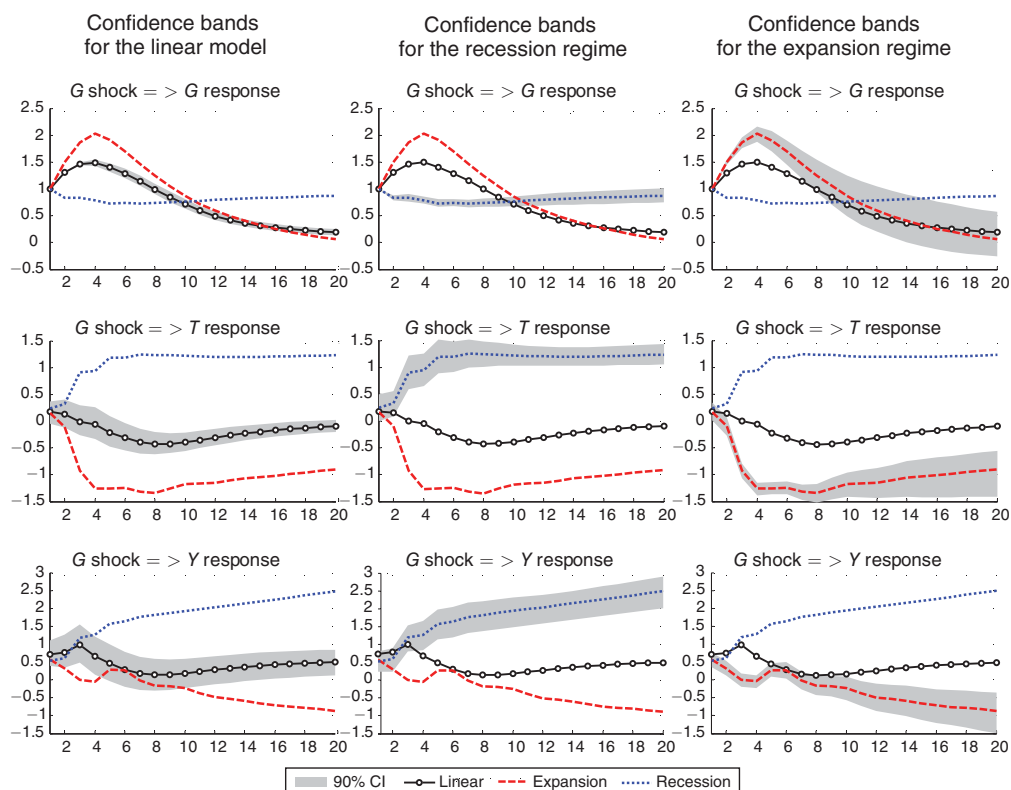 Confidence bands
for the linear model
Confidence bands
for the recession regime
Confidence bands
for the expansion regime
G shock = > G response
G shock = > G response
G shock = > G response
2.5
2
1.5
1
0.5
0
−0.5
2 4 6 8 10 12 14 16 18 20
2.5
2
1.5
1
0.5
0
−0.5
2 4 6 8 10 12 14 16 18 20
2.5
2
1.5
1
0.5
0
−0.5
2 4 6 8 10 12 14 16 18 20
G shock = > T response
G shock = > T response
G shock = > T response
1.5
1
0.5
0
−0.5
−1
−1.5
2 4 6 8 10 12 14 16 18 20
1.5
1
0.5
0
−0.5
−1
−1.5
2 4 6 8 10 12 14 16 18 20
1.5
1
0.5
0
−0.5
−1
−1.5
2 4 6 8 10 12 14 16 18 20
G shock = > Y response
G shock = > Y response
G shock = > Y response
3
2.5
2
1.5
1
0.5
0
−0.5
−1
−1.5
2 4 6 8 10 12 14 16 18 20
3
2.5
2
1.5
1
0.5
0
−0.5
−1
−1.5
2 4 6 8 10 12 14 16 18 20
3
2.5
2
1.5
1
0.5
0
−0.5
−1
−1.5
2 4 6 8 10 12 14 16 18 20
90% CI Linear Expansion Recession